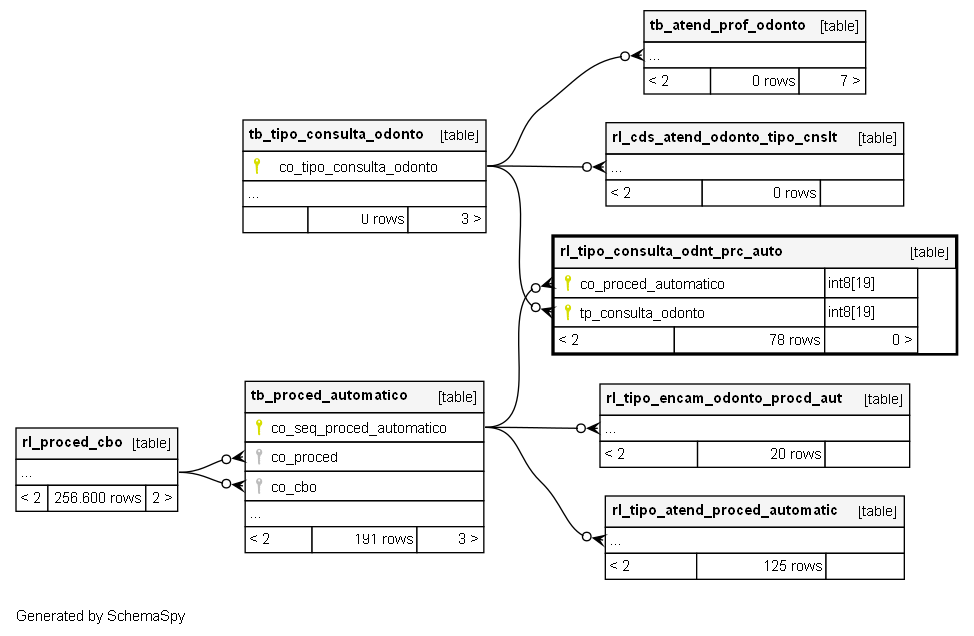 tb_atend_prof_odonto [table]
...
< 2 0 rows 7 >
tb_tipo_consulta_odonto [table]
co_tipo_consulta_odonto
...
0 rows 3 >
rl_cds_atend_odonto_tipo_cnslt [table]
...
< 2 0 rows
rl_tipo_consulta_odnt_prc_auto [table]
co_proced_automatico int8[19]
tp_consulta_odonto int8[19]
< 2 78 rows 0 >
tb_proced_automatico [table]
co_seq_proced_automatico
co_proced
co_cbo
...
< 2 191 rows 3 >
rl_proced_cbo [table]
...
< 2 256.600 rows 2 >
rl_tipo_encam_odonto_procd_aut [table]
...
< 2 20 rows
rl_tipo_atend_proced_automatic [table]
...
< 2 125 rows
Generated by SchemaSpy